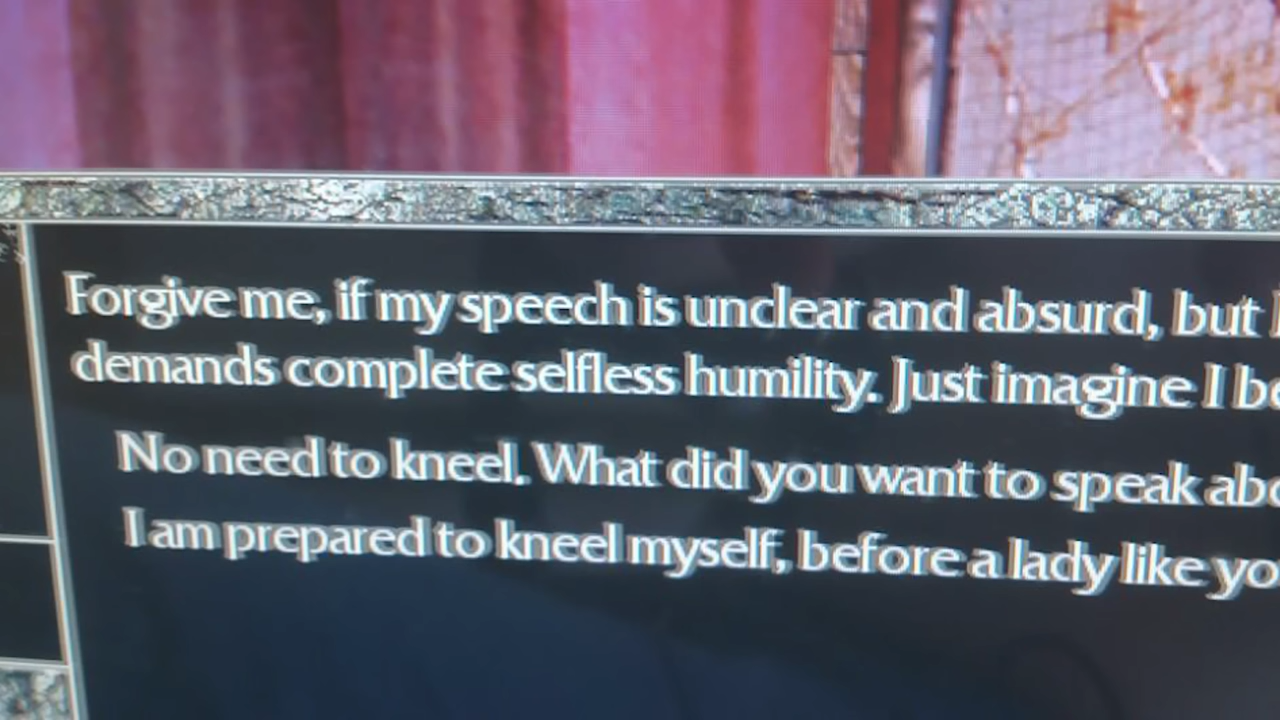 Forgive me, if my speech is unclear and absurd, but
demands complete selfless humility. Just imagine I
No need to kneel. What did you want to speak
I am prepared to kneel myself, before a lady like